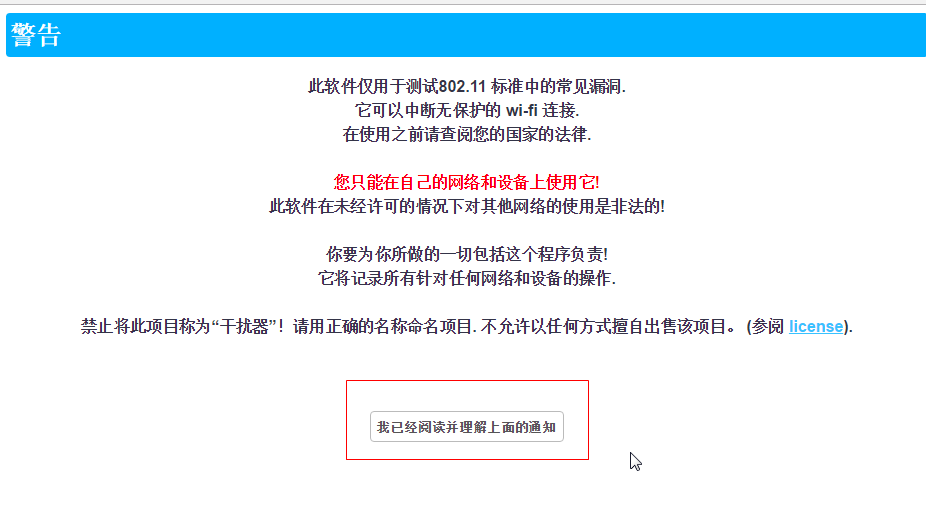 警告
此软件仅用于测试802.11 标准中的常见漏洞.
它可以中断无保护的 wi-fi 连接.
在使用之前请查阅您的国家的法律.
您只能在自己的网络和设备上使用它!
此软件在未经许可的情况下对其他网络的使用是非法的!
你要为你所做的一切包括这个程序负责!
它将记录所有针对任何网络和设备的操作.
禁止将此项目称为“干扰器”！请用正确的名称命名项目. 不允许以任何方式擅自出售该项目。 (参阅 license).
我已经阅读并理解上面的通知